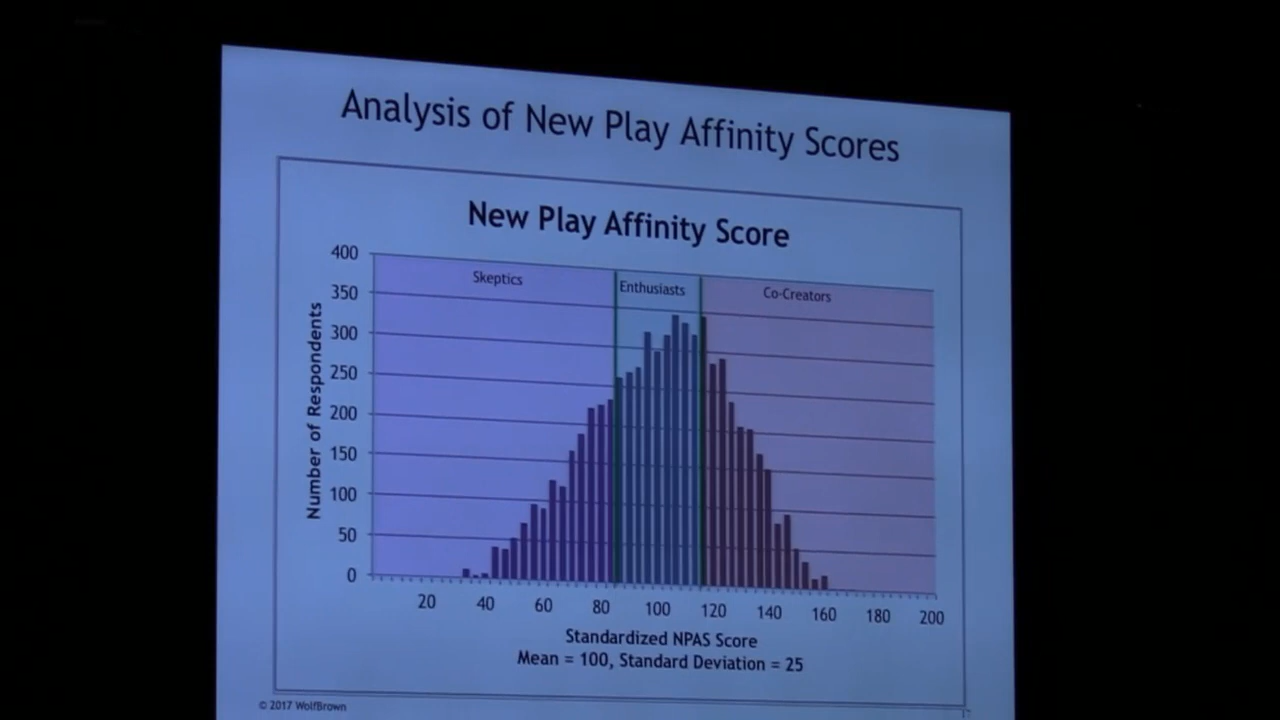 Analysis of New Play Affinity Scores
New Play Affinity Score
Skeptics
Enthusiasts
Co-Creators
Number of Respondents
400
350
300
250
200
150
100
50
0
20 40 60 80 100 120 140 160 180 200
Standardized NPAS Score
Mean = 100, Standard Deviation = 25
© 2017 WolfBrown